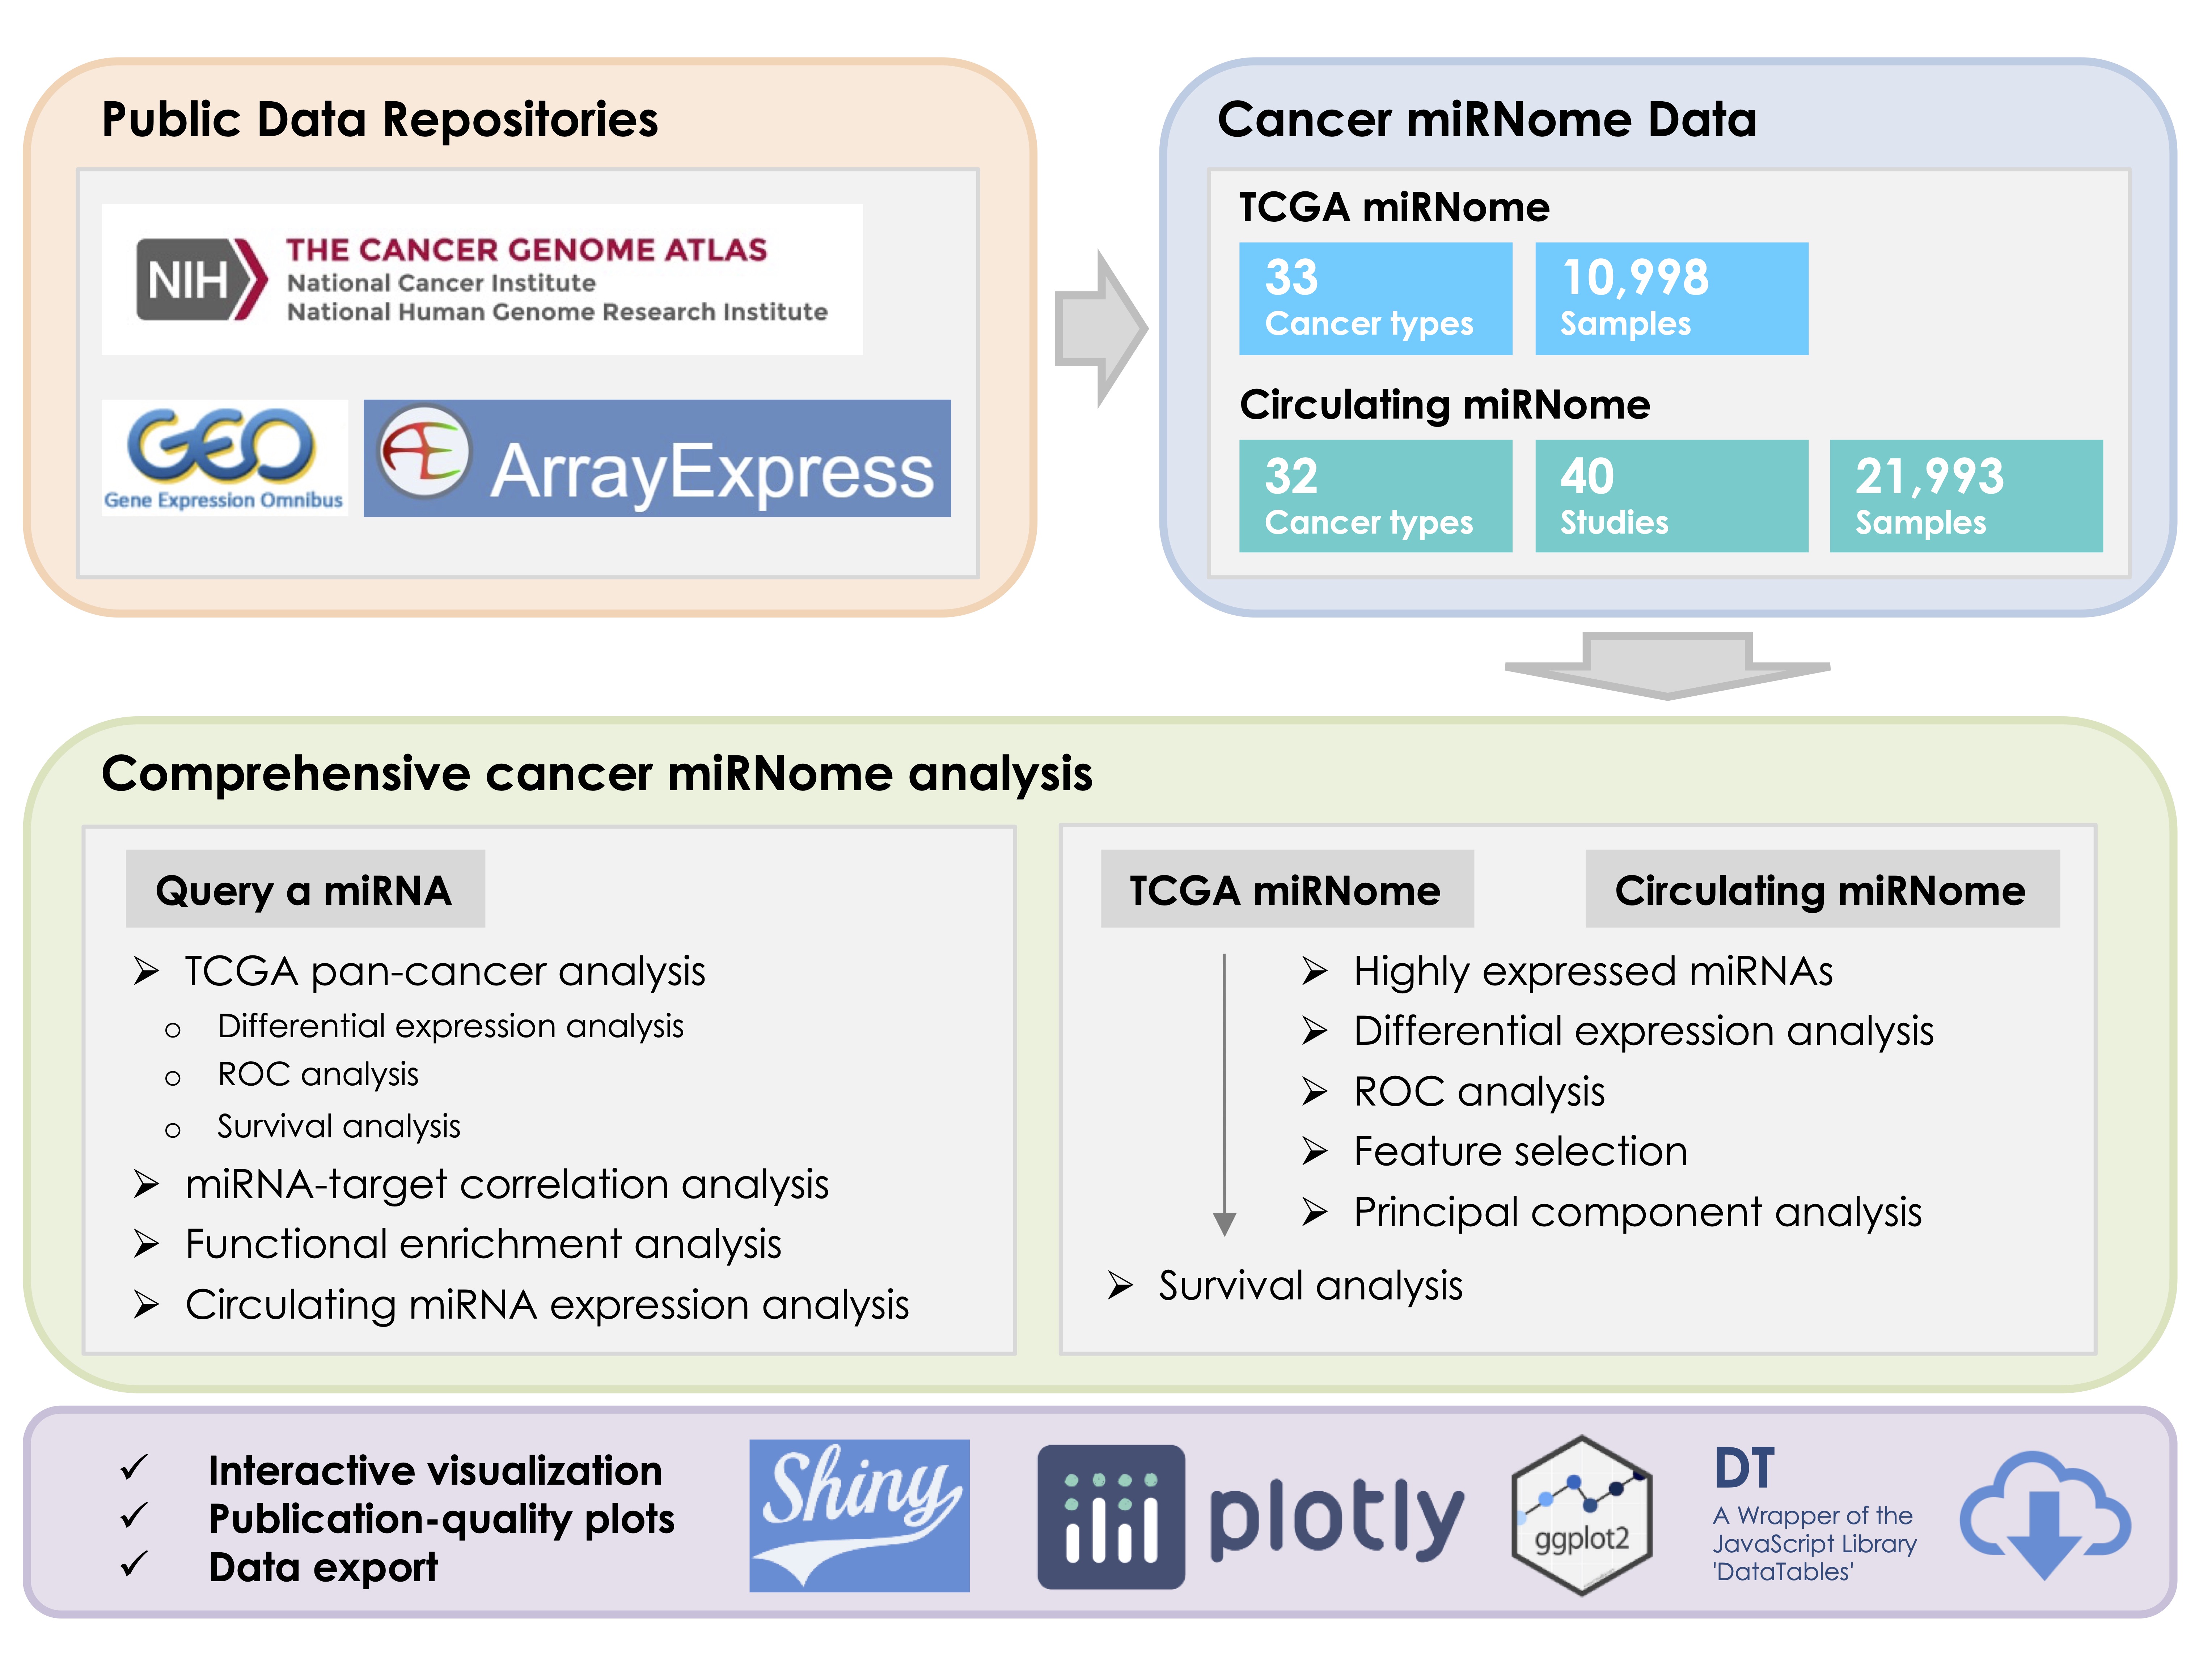 Public Data Repositories
NIH
THE CANCER GENOME ATLAS
National Cancer Institute
National Human Genome Research Institute
GEO
Gene Expression Omnibus
AE
ArrayExpress
Cancer miRNome Data
TCGA miRNome
33
Cancer types
10,998
Samples
Circulating miRNome
32
Cancer types
40
Studies
21,993
Samples
Comprehensive cancer miRNome analysis
Query a miRNA
TCGA pan-cancer analysis
Differential expression analysis
ROC analysis
Survival analysis
miRNA-target correlation analysis
Functional enrichment analysis
Circulating miRNA expression analysis
TCGA miRNome
Circulating miRNome
Highly expressed miRNAs
Differential expression analysis
ROC analysis
Feature selection
Principal component analysis
Survival analysis
Interactive visualization
Publication-quality plots
Data export
Shiny
plotly
ggplot2
DT
A Wrapper of the
JavaScript Library
'DataTables'